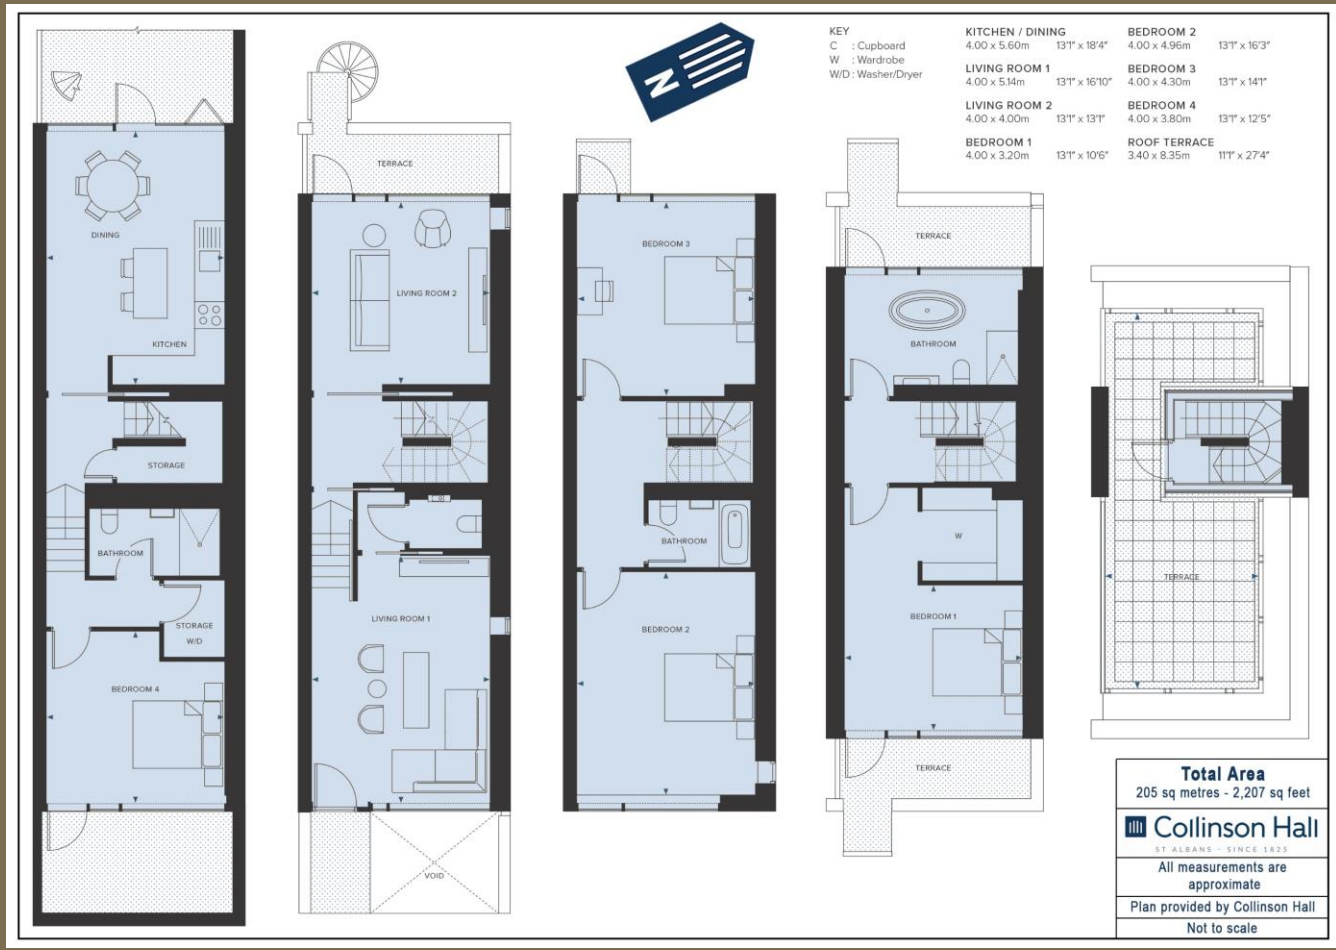 KEY
C : Cupboard
W : Wardrobe
W/D : Washer/Dryer
KITCHEN / DINING
4.00 x 5.60m 13'1" x 18'4"
LIVING ROOM 1
4.00 x 5.14m 13'1" x 16'10"
LIVING ROOM 2
4.00 x 4.00m 13'1" x 13'1"
BEDROOM 1
4.00 x 3.20m 13'1" x 10'6"
BEDROOM 2
4.00 x 4.96m 13'1" x 16'3"
BEDROOM 3
4.00 x 4.30m 13'1" x 14'1"
BEDROOM 4
4.00 x 3.80m 13'1" x 12'5"
ROOF TERRACE
3.40 x 8.35m 11'1" x 27'4"
N
DINING
KITCHEN
STORAGE
BATHROOM
STORAGE
W/D
BEDROOM 4
TERRACE
LIVING ROOM 2
LIVING ROOM 1
VOID
BEDROOM 3
BATHROOM
BEDROOM 2
TERRACE
BATHROOM
W
BEDROOM 1
TERRACE
TERRACE
Total Area
205 sq metres - 2,207 sq feet
Collinson Hall
ST ALBANS - SINCE 1825
All measurements are
approximate
Plan provided by Collinson Hall
Not to scale